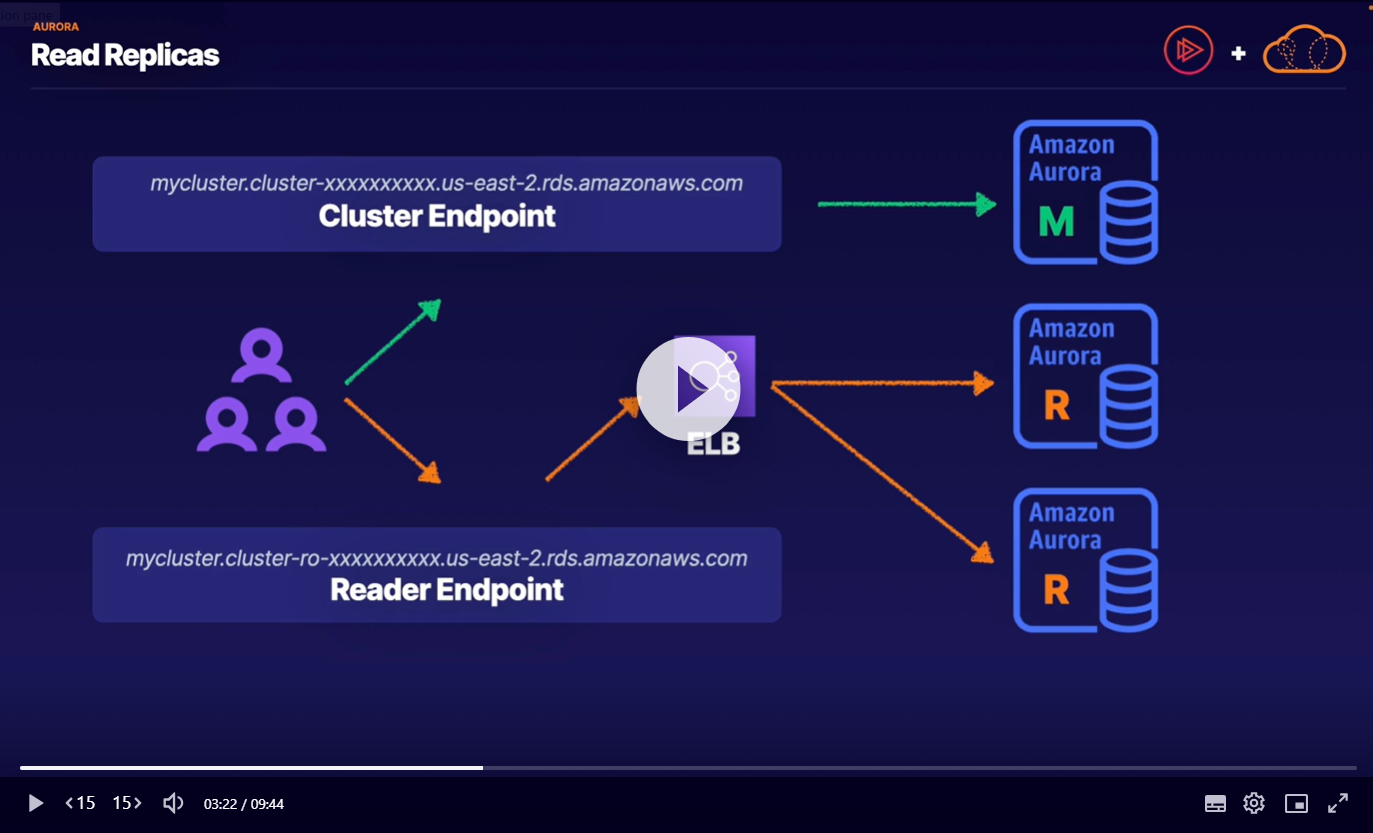 ion page
AURORA
Read Replicas
mycluster.cluster-xxxxxxxxxx.us-east-2.rds.amazonaws.com
Cluster Endpoint
Amazon
Aurora
M
Amazon
Aurora
R
ELB
Amazon
Aurora
R
mycluster.cluster-ro-xxxxxxxxxx.us-east-2.rds.amazonaws.com
Reader Endpoint
15 15 03:22 / 09:44